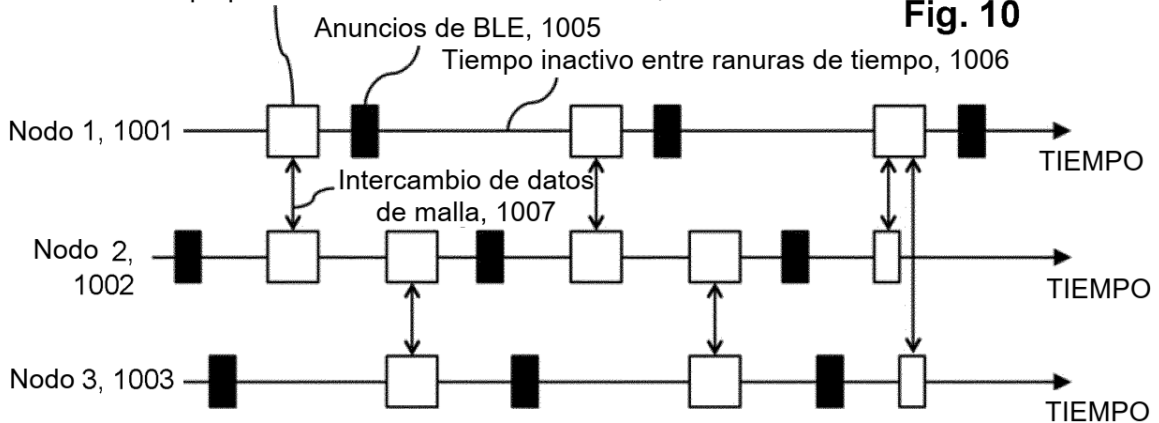 Fig. 10
Anuncios de BLE, 1005
Tiempo inactivo entre ranuras de tiempo, 1006
Nodo 1, 1001
TIEMPO
Intercambio de datos
de malla, 1007
Nodo 2,
1002
TIEMPO
Nodo 3, 1003
TIEMPO